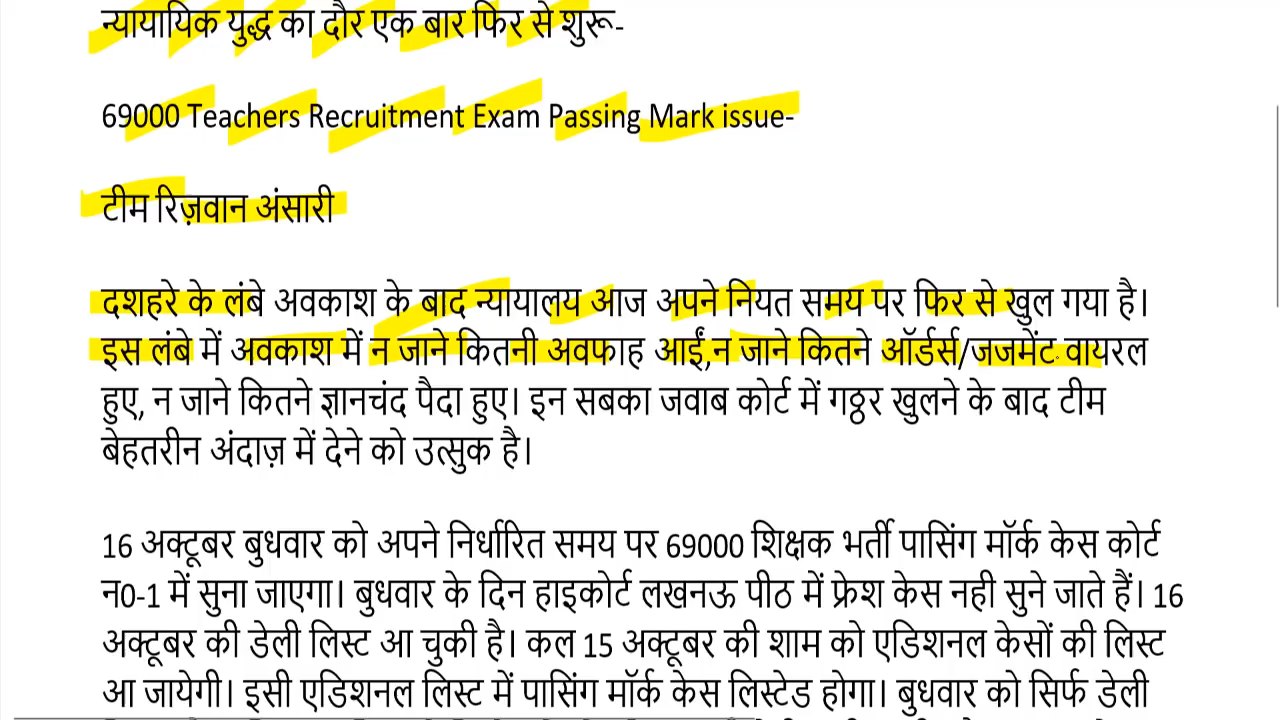 न्यायायिक युद्ध का दौर एक बार फिर से शुरू-
69000 Teachers Recruitment Exam Passing Mark issue-
टीम रिज़वान अंसारी
दशहरे के लंबे अवकाश के बाद न्यायालय आज अपने नियत समय पर फिर से खुल गया है।
इस लंबे में अवकाश में न जाने कितनी अवफाह आईं,न जाने कितने ऑर्डर्स/जजमेंट वायरल
हुए, न जाने कितने ज्ञानचंद पैदा हुए। इन सबका जवाब कोर्ट में गठ्ठर खुलने के बाद टीम
बेहतरीन अंदाज़ में देने को उत्सुक है।
16 अक्टूबर बुधवार को अपने निर्धारित समय पर 69000 शिक्षक भर्ती पासिंग मॉर्क केस कोर्ट
न0-1 में सुना जाएगा। बुधवार के दिन हाइकोर्ट लखनऊ पीठ में फ्रेश केस नही सुने जाते हैं। 16
अक्टूबर की डेली लिस्ट आ चुकी है। कल 15 अक्टूबर की शाम को एडिशनल केसों की लिस्ट
आ जायेगी। इसी एडिशनल लिस्ट में पासिंग मॉर्क केस लिस्टेड होगा। बुधवार को सिर्फ डेली